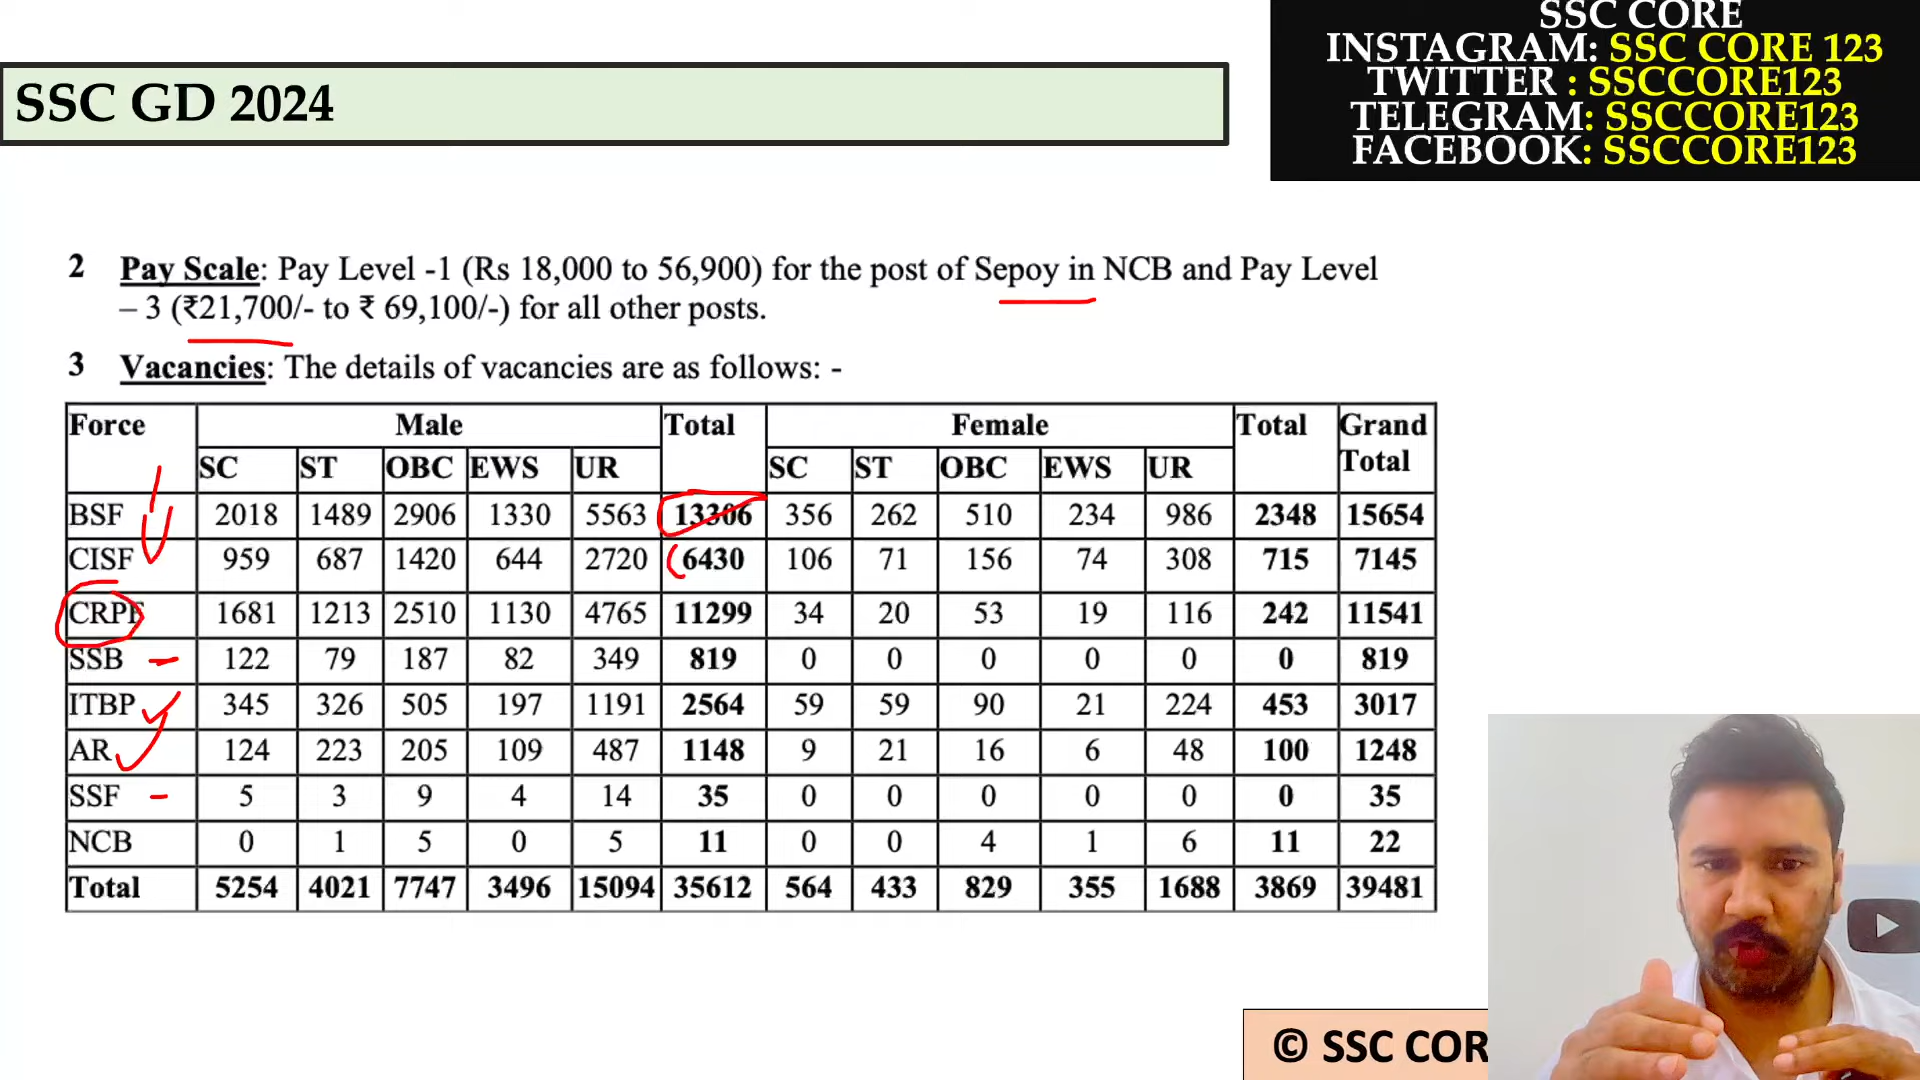 SSC CORE
INSTAGRAM: SSC CORE 123
TWITTER : SSCCORE123
TELEGRAM: SSCCORE123
FACEBOOK: SSCCORE123
SSC GD 2024
2 Pay Scale: Pay Level -1 (Rs 18,000 to 56,900) for the post of Sepoy in NCB and Pay Level
– 3 (₹21,700/- to ₹ 69,100/-) for all other posts.
3 Vacancies: The details of vacancies are as follows: -
Force Male Total Female Total Grand Total
SC ST OBC EWS UR SC ST OBC EWS UR
BSF 2018 1489 2906 1330 5563 13306 356 262 510 234 986 2348 15654
CISF 959 687 1420 644 2720 6430 106 71 156 74 308 715 7145
CRPF 1681 1213 2510 1130 4765 11299 34 20 53 19 116 242 11541
SSB 122 79 187 82 349 819 0 0 0 0 0 0 819
ITBP 345 326 505 197 1191 2564 59 59 90 21 224 453 3017
AR 124 223 205 109 487 1148 9 21 16 6 48 100 1248
SSF 5 3 9 4 14 35 0 0 0 0 0 0 35
NCB 0 1 5 0 5 11 0 0 4 1 6 11 22
Total 5254 4021 7747 3496 15094 35612 564 433 829 355 1688 3869 39481
© SSC COR